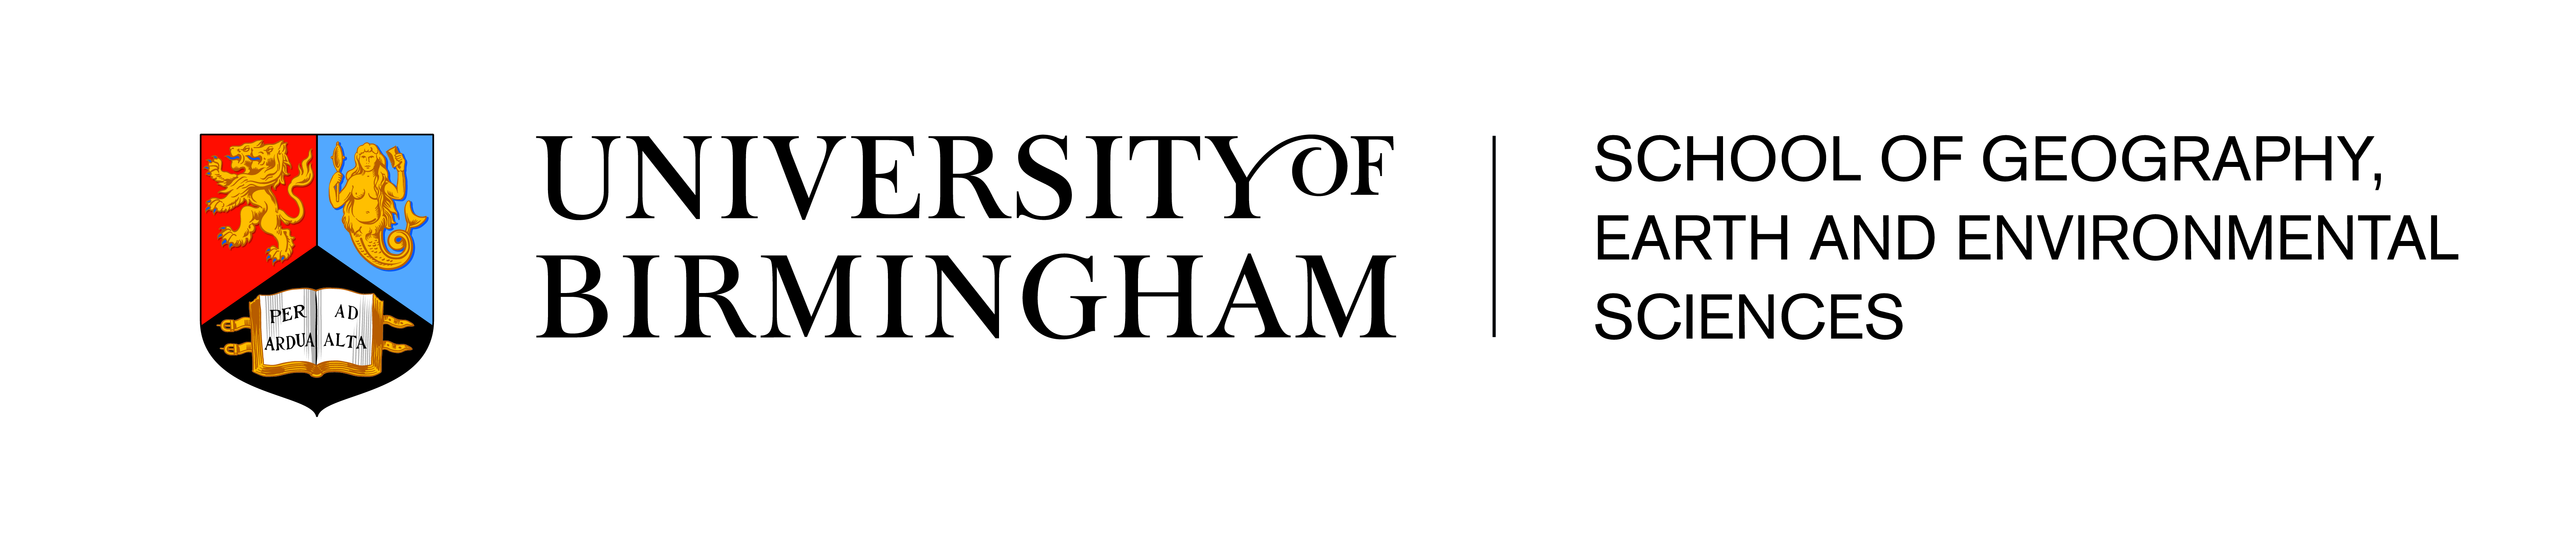 PER ARDUA
AD ALTA
UNIVERSITY OF
BIRMINGHAM
SCHOOL OF GEOGRAPHY,
EARTH AND ENVIRONMENTAL
SCIENCES